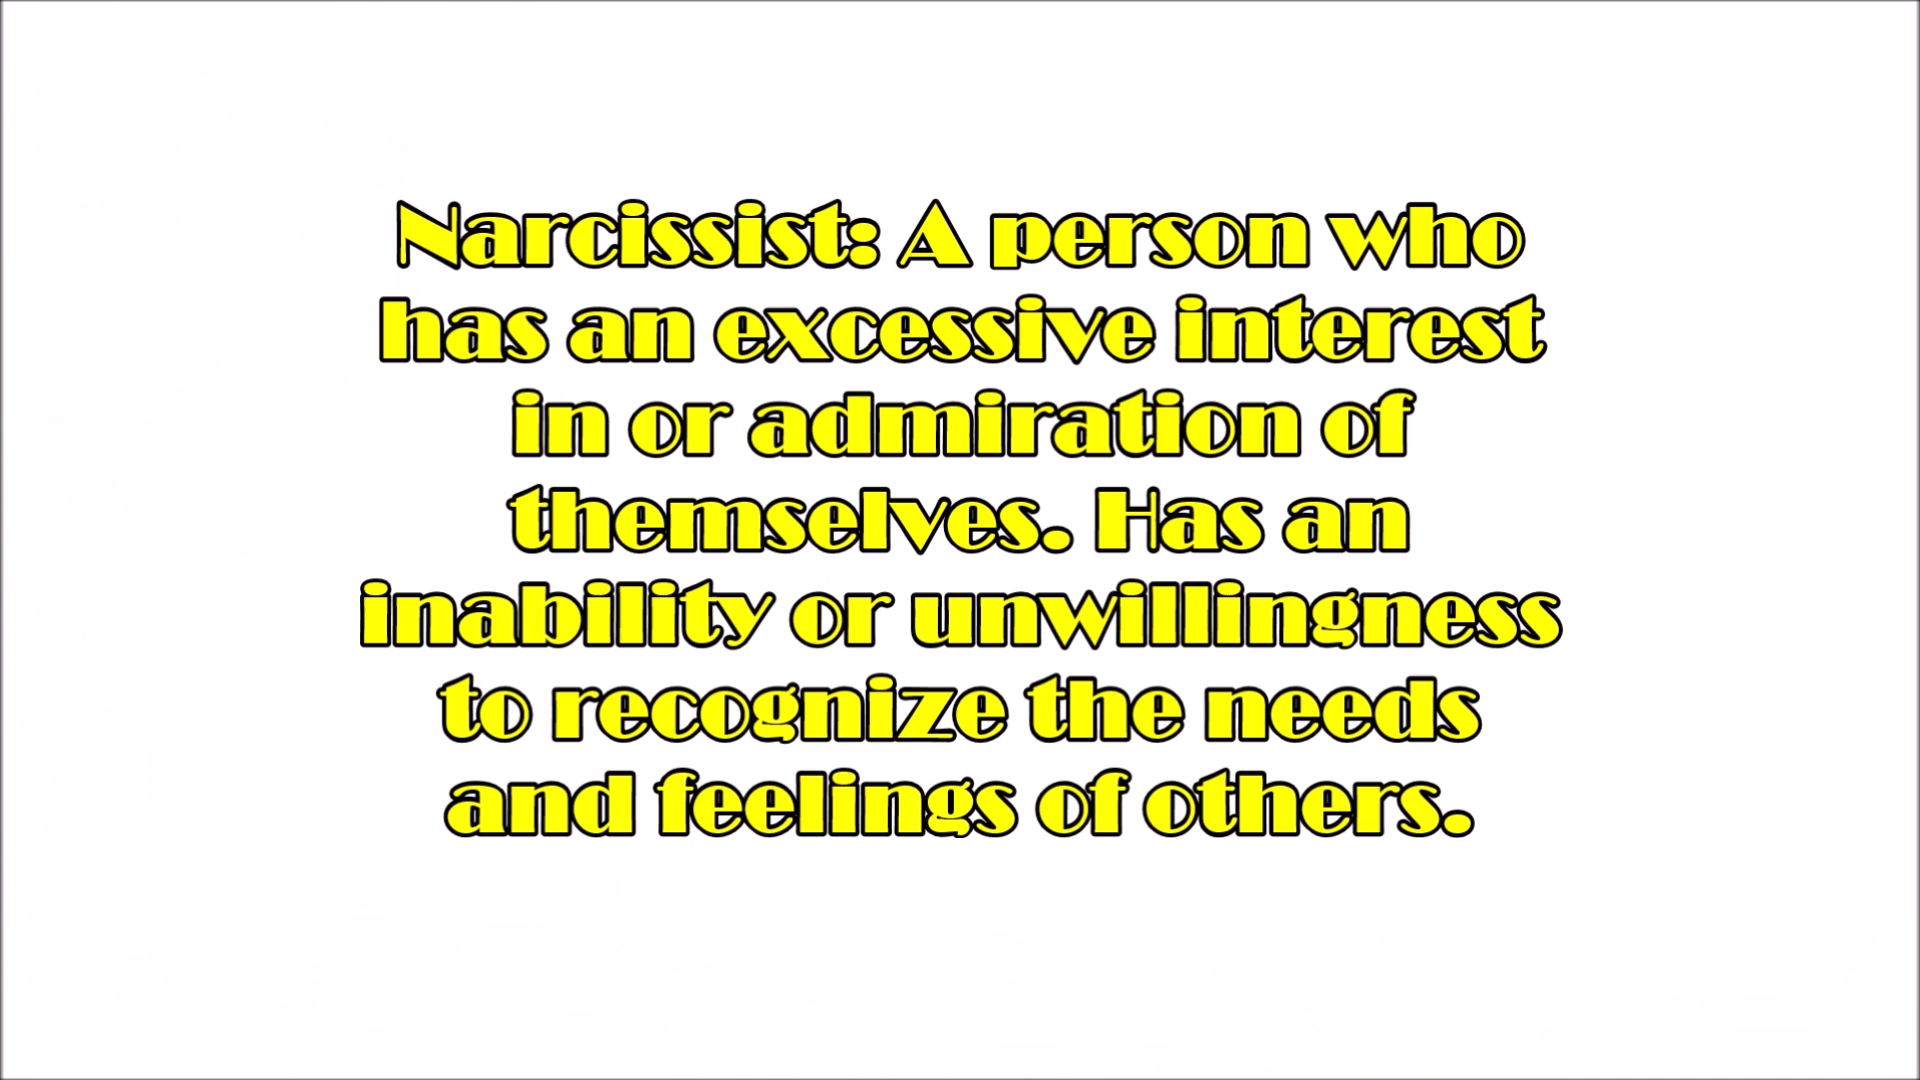 Narcissist: A person who
has an excessive interest
in or admiration of
themselves. Has an
inability or unwillingness
to recognize the needs
and feelings of others.